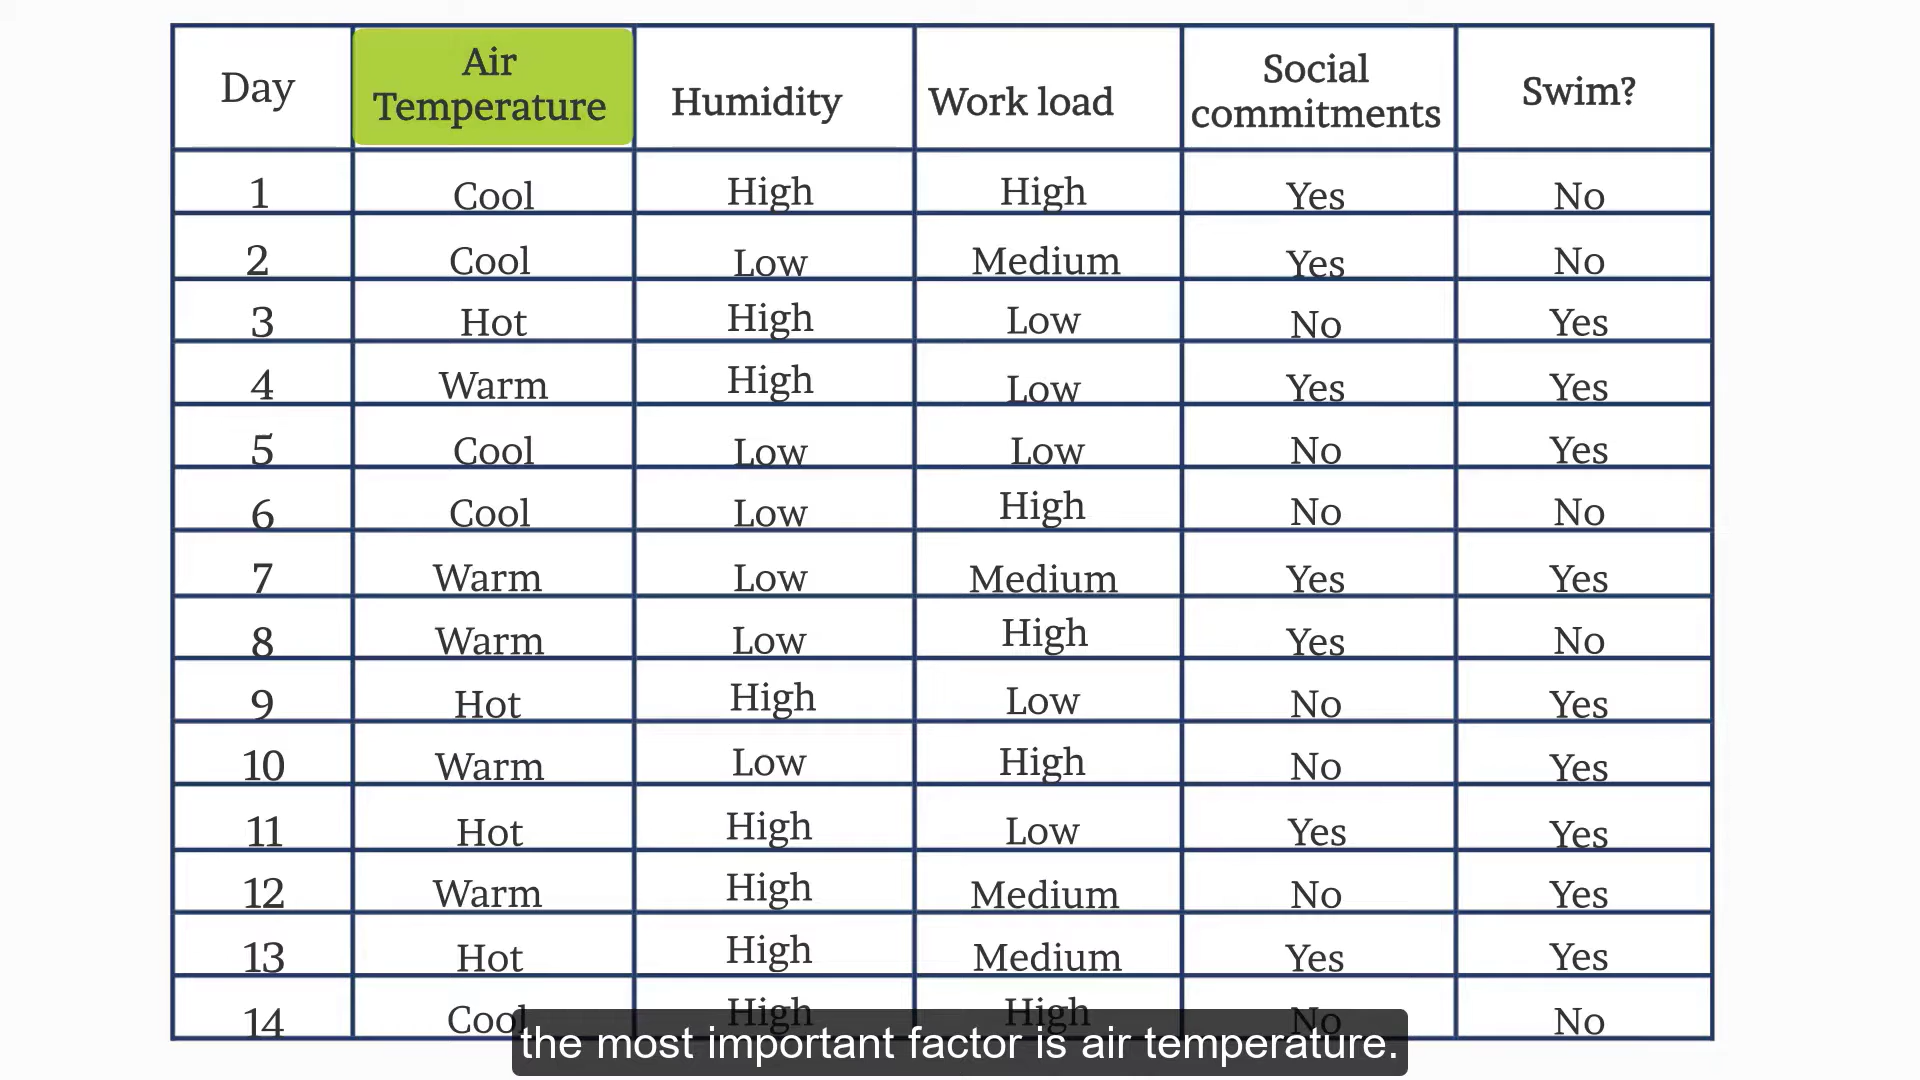 Day Air Temperature Humidity Work load Social commitments Swim?
1 Cool High High Yes No
2 Cool Low Medium Yes No
3 Hot High Low No Yes
4 Warm High Low Yes Yes
5 Cool Low Low No Yes
6 Cool Low High No No
7 Warm Low Medium Yes Yes
8 Warm Low High Yes No
9 Hot High Low No Yes
10 Warm Low High No Yes
11 Hot High Low Yes Yes
12 Warm High Medium No Yes
13 Hot High Medium Yes Yes
14 Cool High High No No
the most important factor is air temperature.